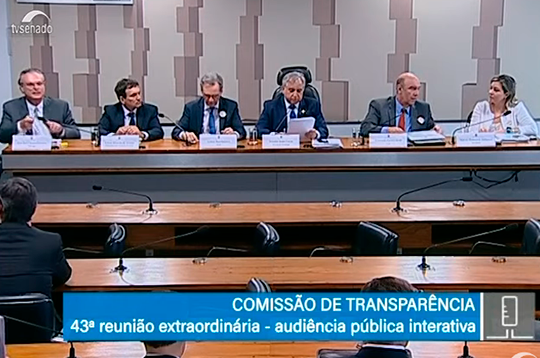 tvsenado
COMISSÃO DE TRANSPARÊNCIA
43ª reunião extraordinária - audiência pública interativa